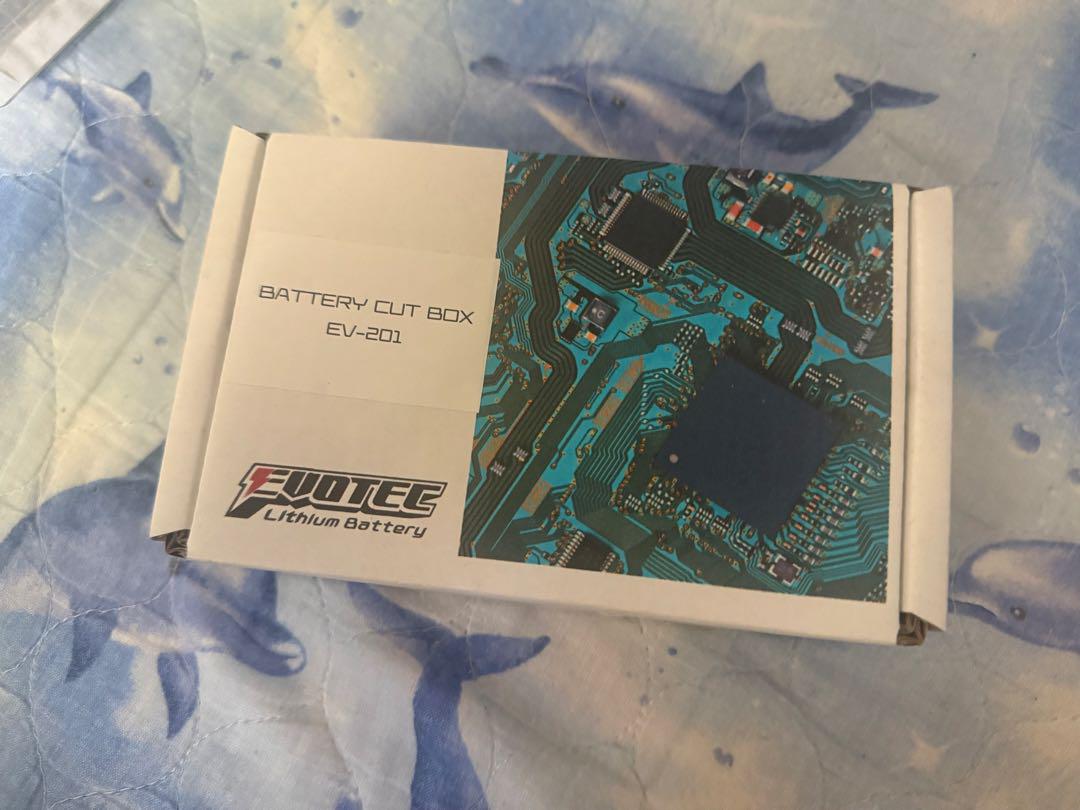 BATTERY CUT BOX
EV-201
EVOTEC
Lithium Battery